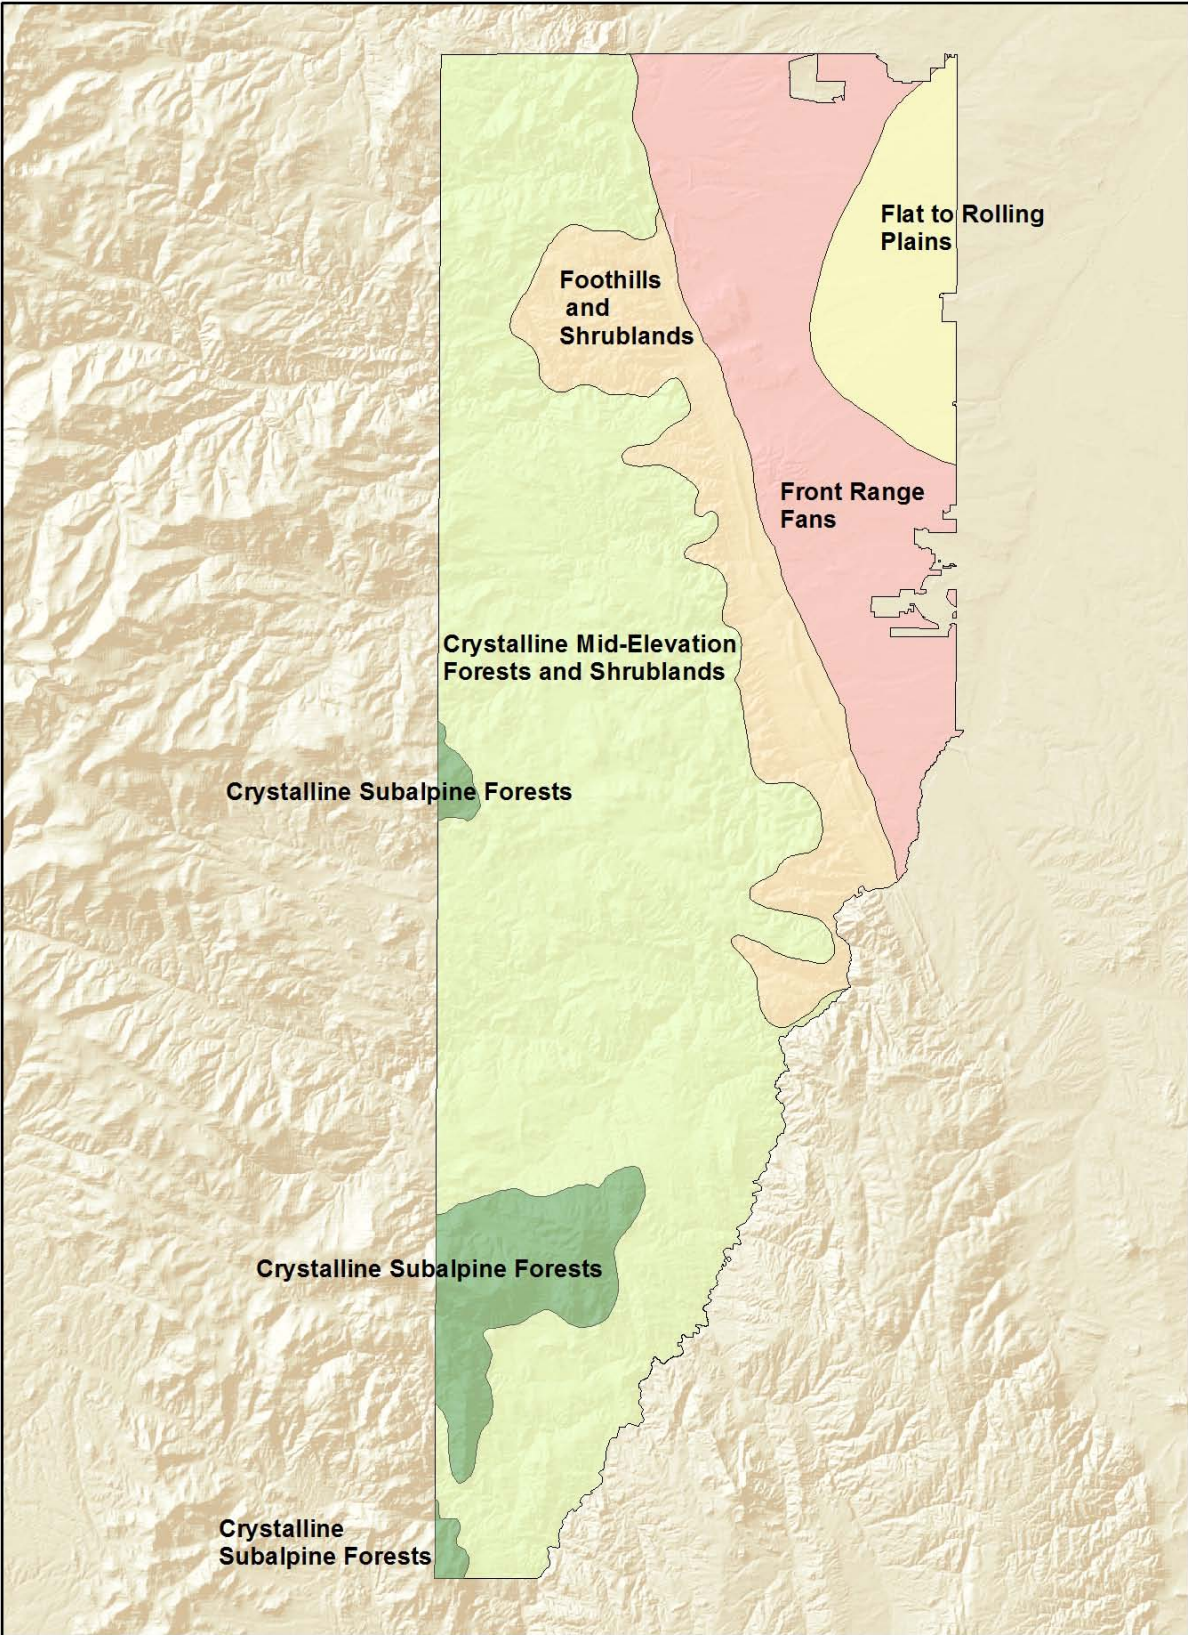 Flat to Rolling
Plains
Foothills
and
Shrublands
Front Range
Fans
Crystalline Mid-Elevation
Forests and Shrublands
Crystalline Subalpine Forests
Crystalline Subalpine Forests
Crystalline
Subalpine Forests